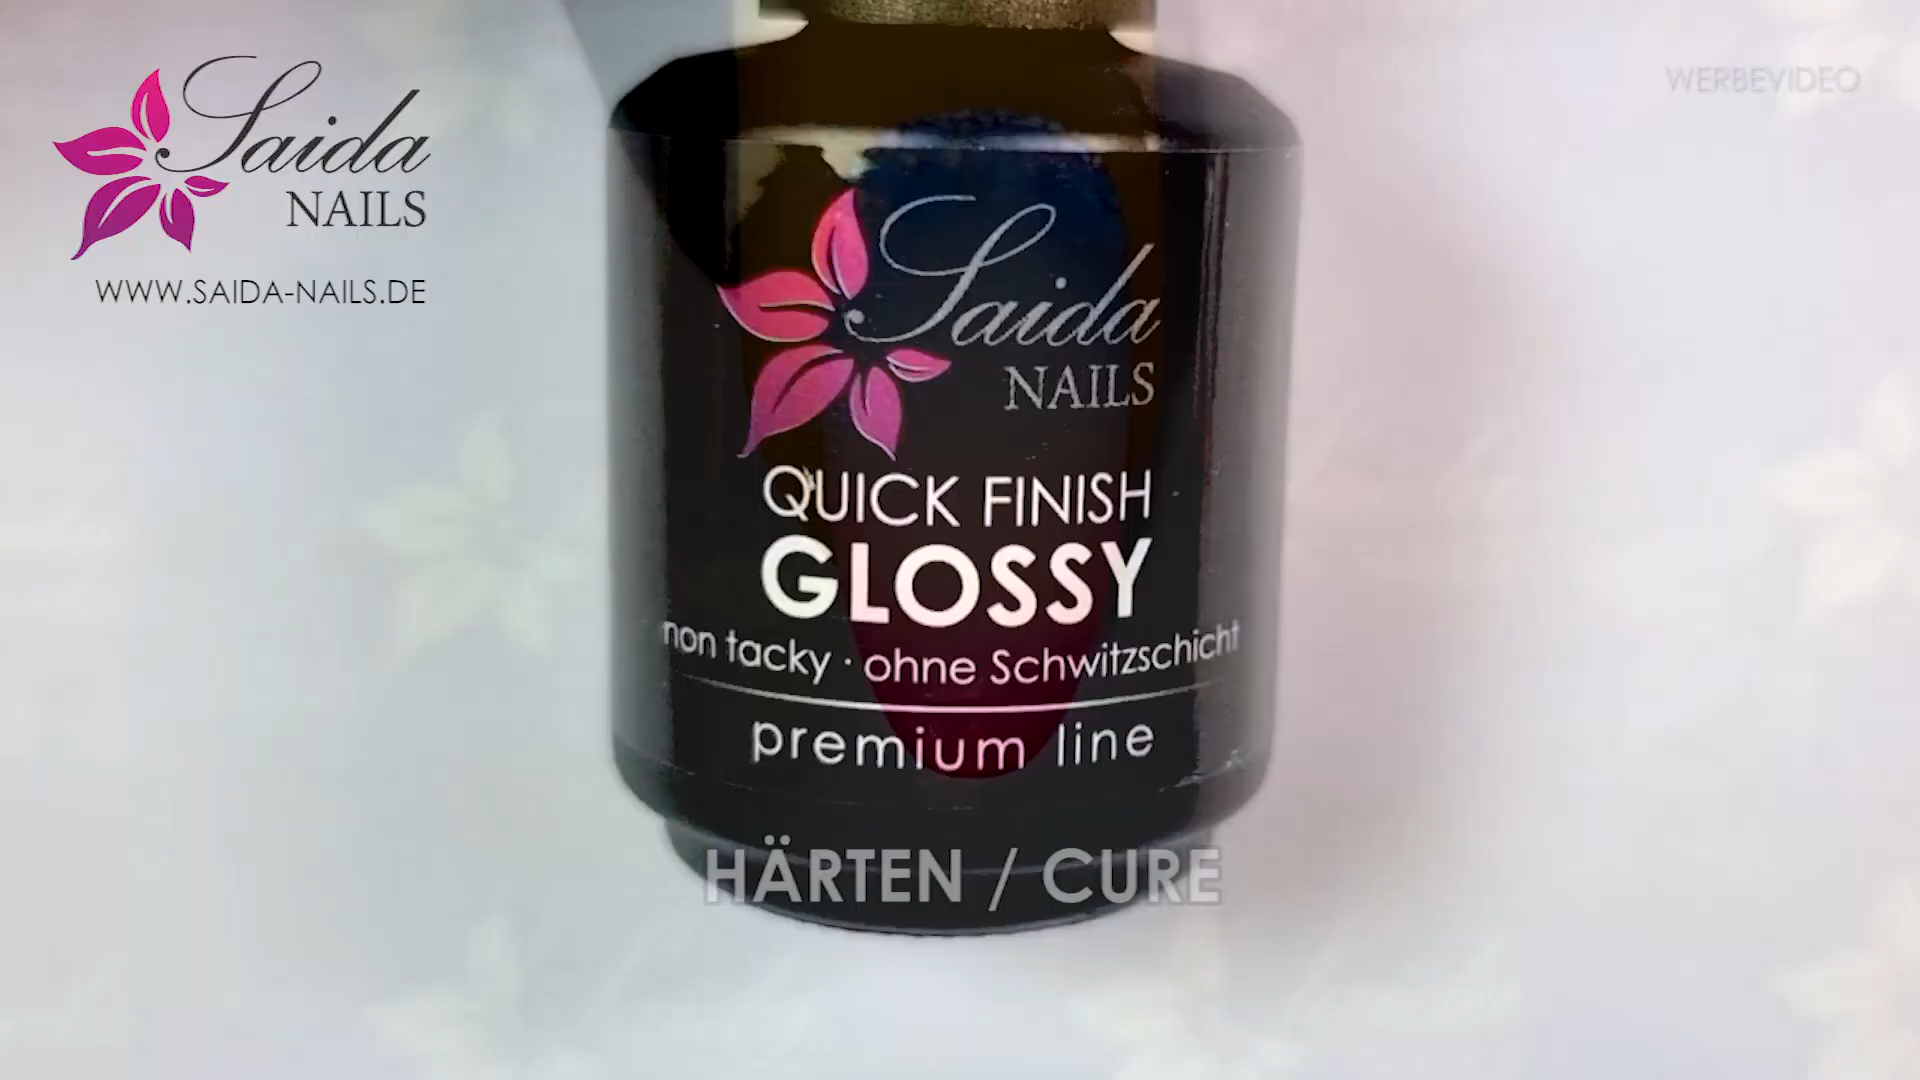 Saida
NAILS
WWW.SAIDA-NAILS.DE
WERBEVIDEO
Saida
NAILS
QUICK FINISH
GLOSSY
non tacky · ohne Schwitzschicht
premium line
HÄRTEN / CURE